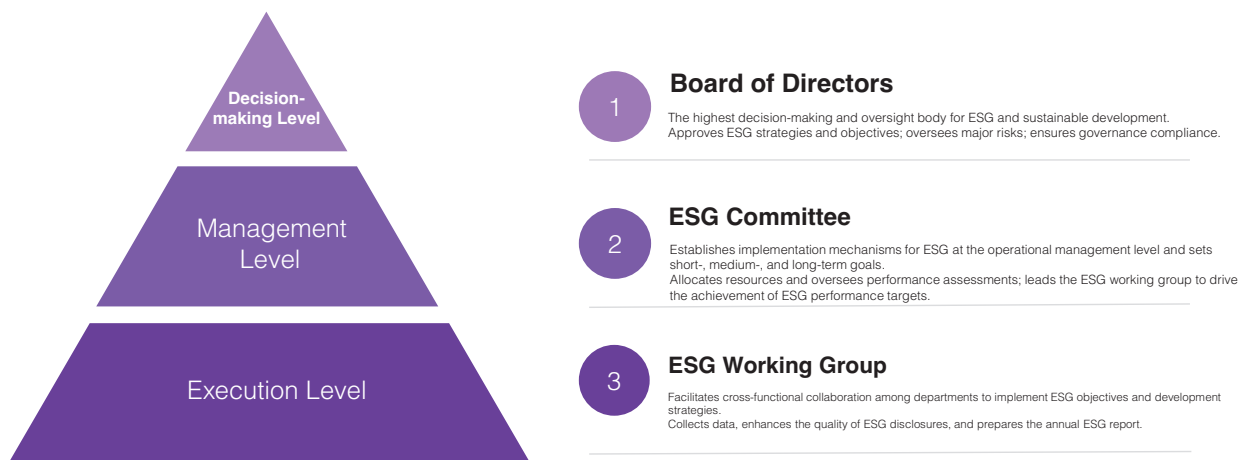 Decision-
making Level
Management
Level
Execution Level
1
Board of Directors
The highest decision-making and oversight body for ESG and sustainable development.
Approves ESG strategies and objectives; oversees major risks; ensures governance compliance.
2
ESG Committee
Establishes implementation mechanisms for ESG at the operational management level and sets
short-, medium-, and long-term goals.
Allocates resources and oversees performance assessments; leads the ESG working group to drive
the achievement of ESG performance targets.
3
ESG Working Group
Facilitates cross-functional collaboration among departments to implement ESG objectives and development
strategies.
Collects data, enhances the quality of ESG disclosures, and prepares the annual ESG report.